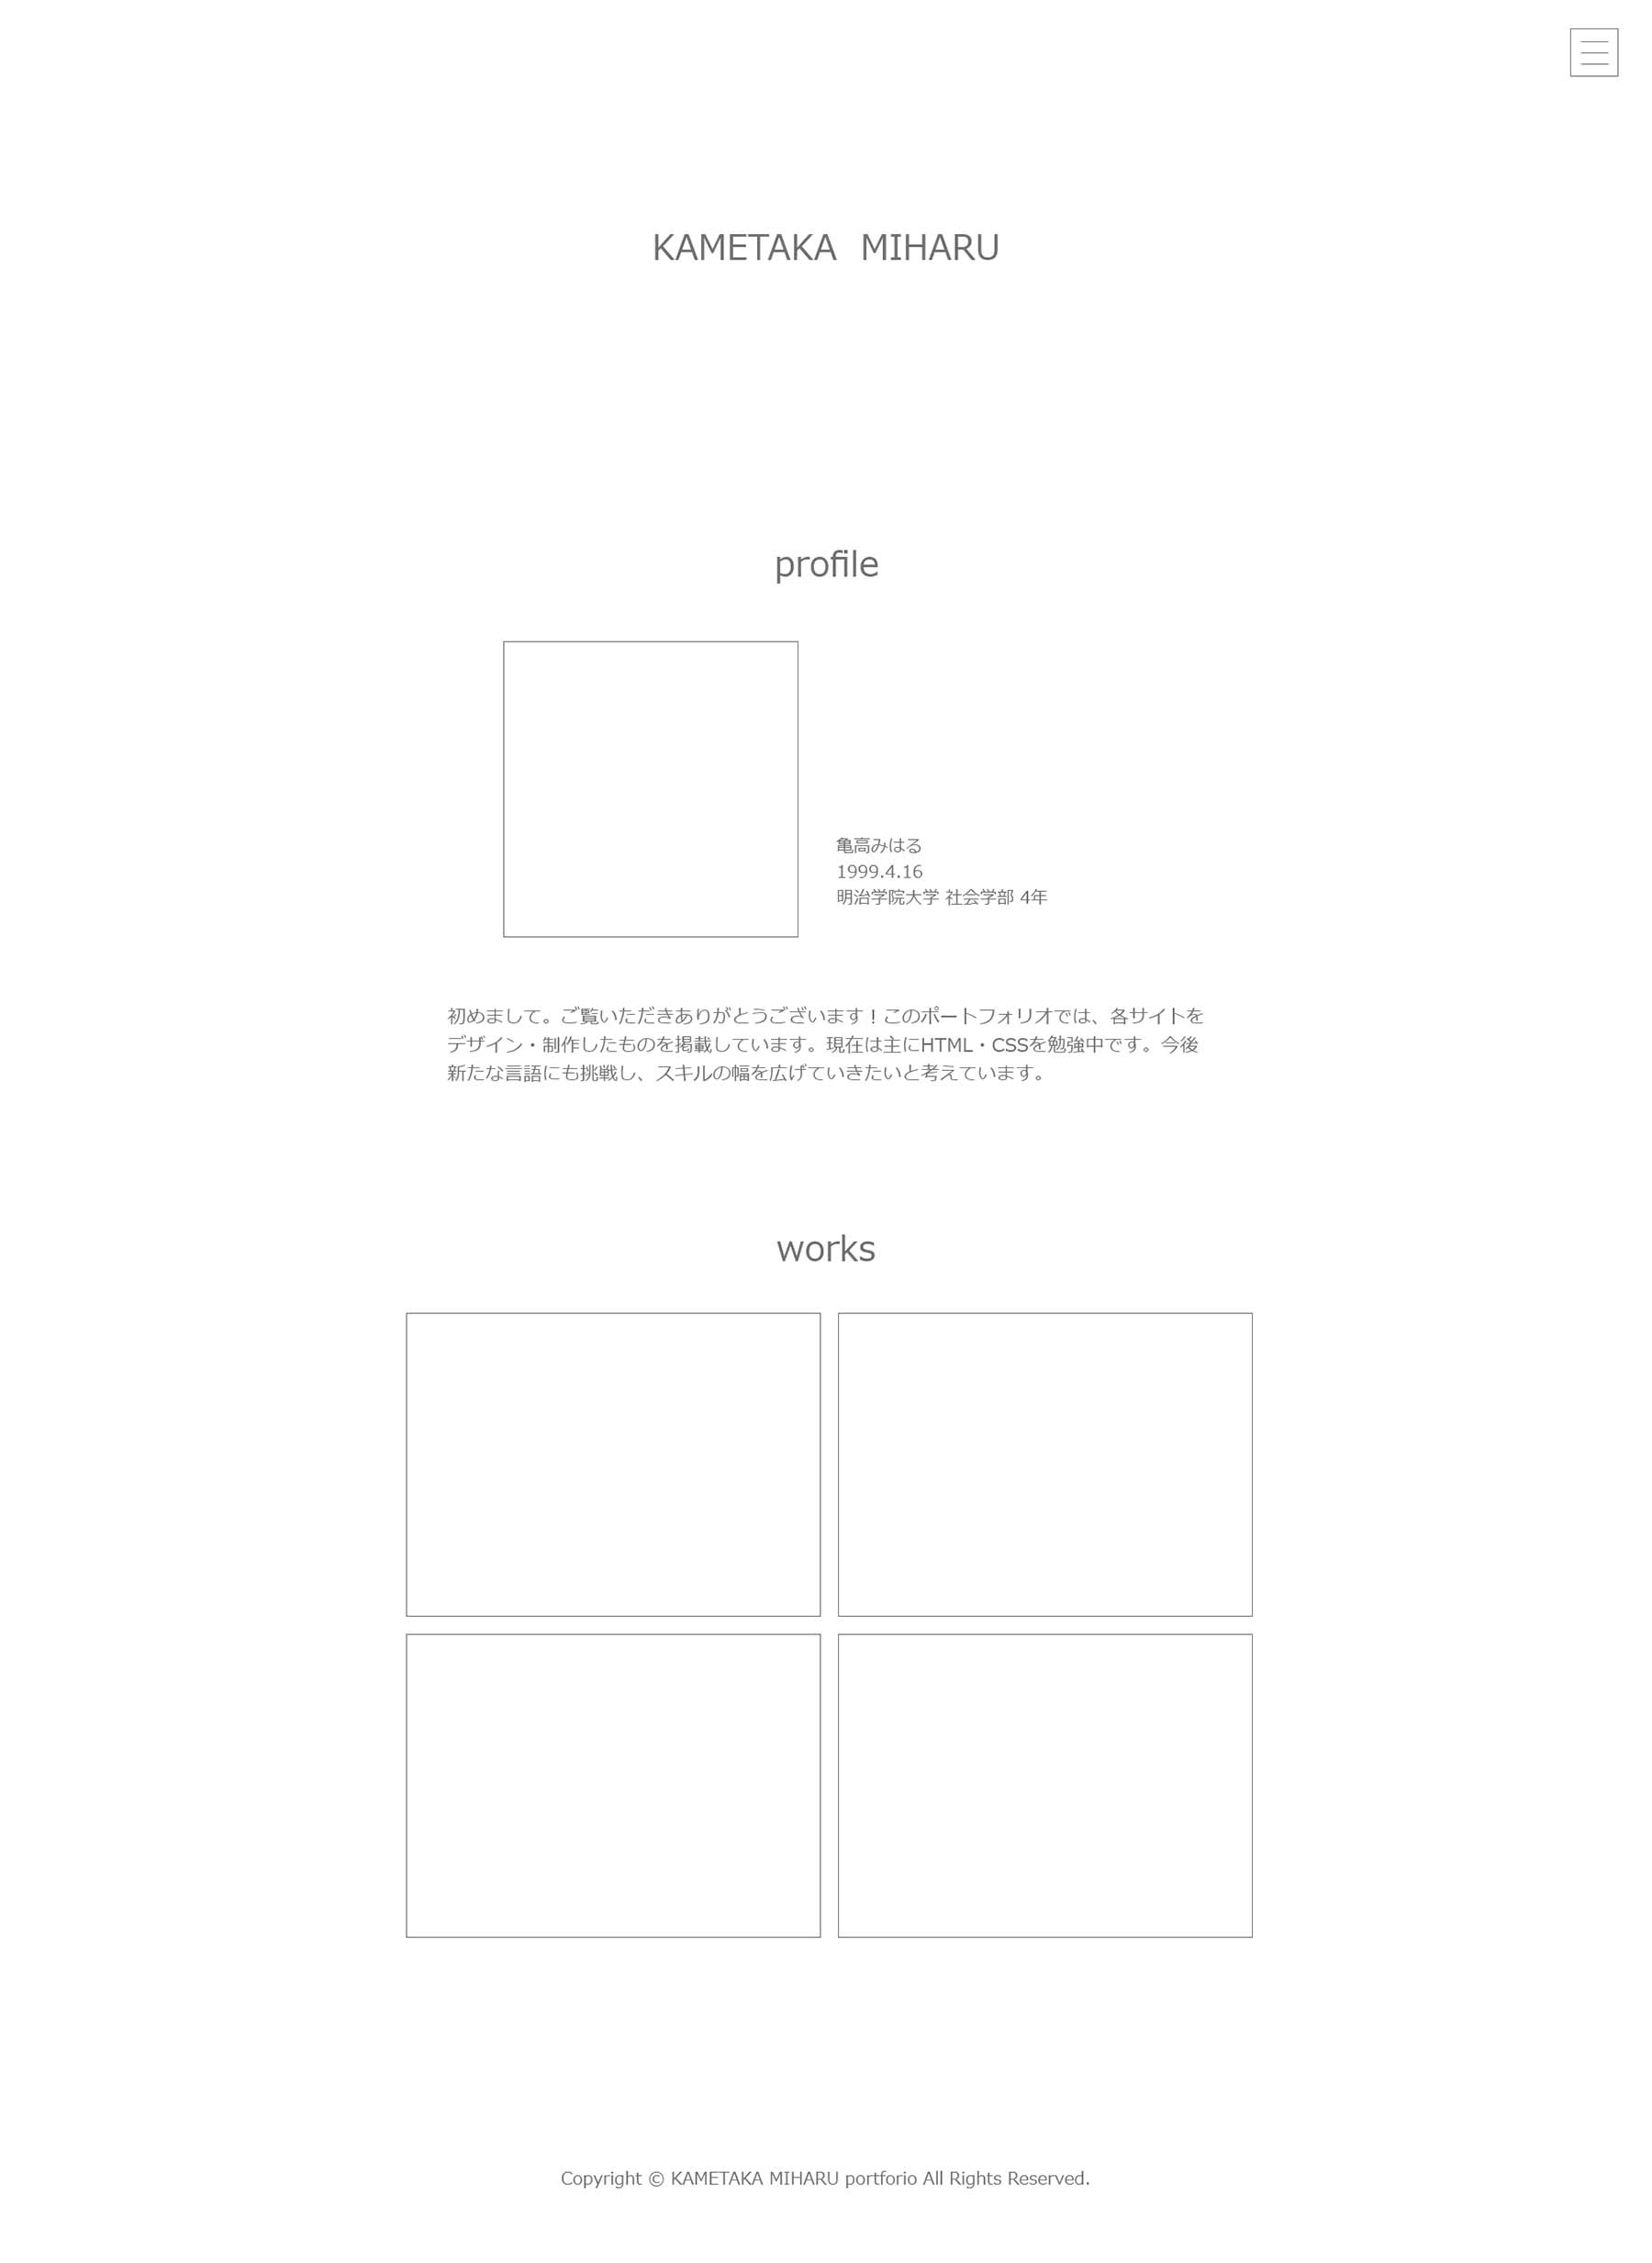 KAMETAKA MIHARU
profile
亀高みはる
1999.4.16
明治学院大学 社会学部 4年
初めまして。ご覧いただきありがとうございます！このポートフォリオでは、各サイトを
デザイン・制作したものを掲載しています。現在は主にHTML・CSSを勉強中です。今後
新たな言語にも挑戦し、スキルの幅を広げていきたいと考えています。
works
Copyright © KAMETAKA MIHARU portforio All Rights Reserved.